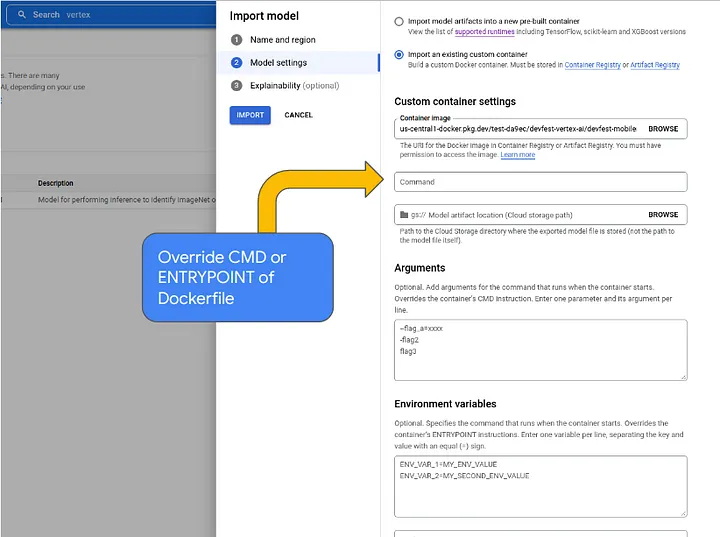 Search vertex
s. There are many
AI, depending on your use
Description
Model for performing inference to identify ImageNet o
Import model
1 Name and region
2 Model settings
3 Explainability (optional)
IMPORT CANCEL
Override CMD or
ENTRYPOINT of
Dockerfile
Import model artifacts into a new pre-built container
View the list of supported runtimes including TensorFlow, scikit-learn and XGBoost versions
Import an existing custom container
Build a custom Docker container. Must be stored in Container Registry or Artifact Registry
Custom container settings
Container image
us-central1-docker.pkg.dev/test-da9ec/devfest-vertex-ai/devfest-mobile BROWSE
The URI for the Docker image in Container Registry or Artifact Registry. You must have
permission to access the image. Learn more
Command
gs:// Model artifact location (Cloud storage path) BROWSE
Path to the Cloud Storage directory where the exported model file is stored (not the path to
the model file itself).
Arguments
Optional. Add arguments for the command that runs when the container starts.
Overrides the container's CMD instruction. Enter one parameter and its argument per
line.
--flag_a=xxxx
-flag2
flag3
Environment variables
Optional. Specifies the command that runs when the container starts. Overrides the
container's ENTRYPOINT instructions. Enter one variable per line, separating the key and
value with an equal (=) sign.
ENV_VAR_1=MY_ENV_VALUE
ENV_VAR_2=MY_SECOND_ENV_VALUE